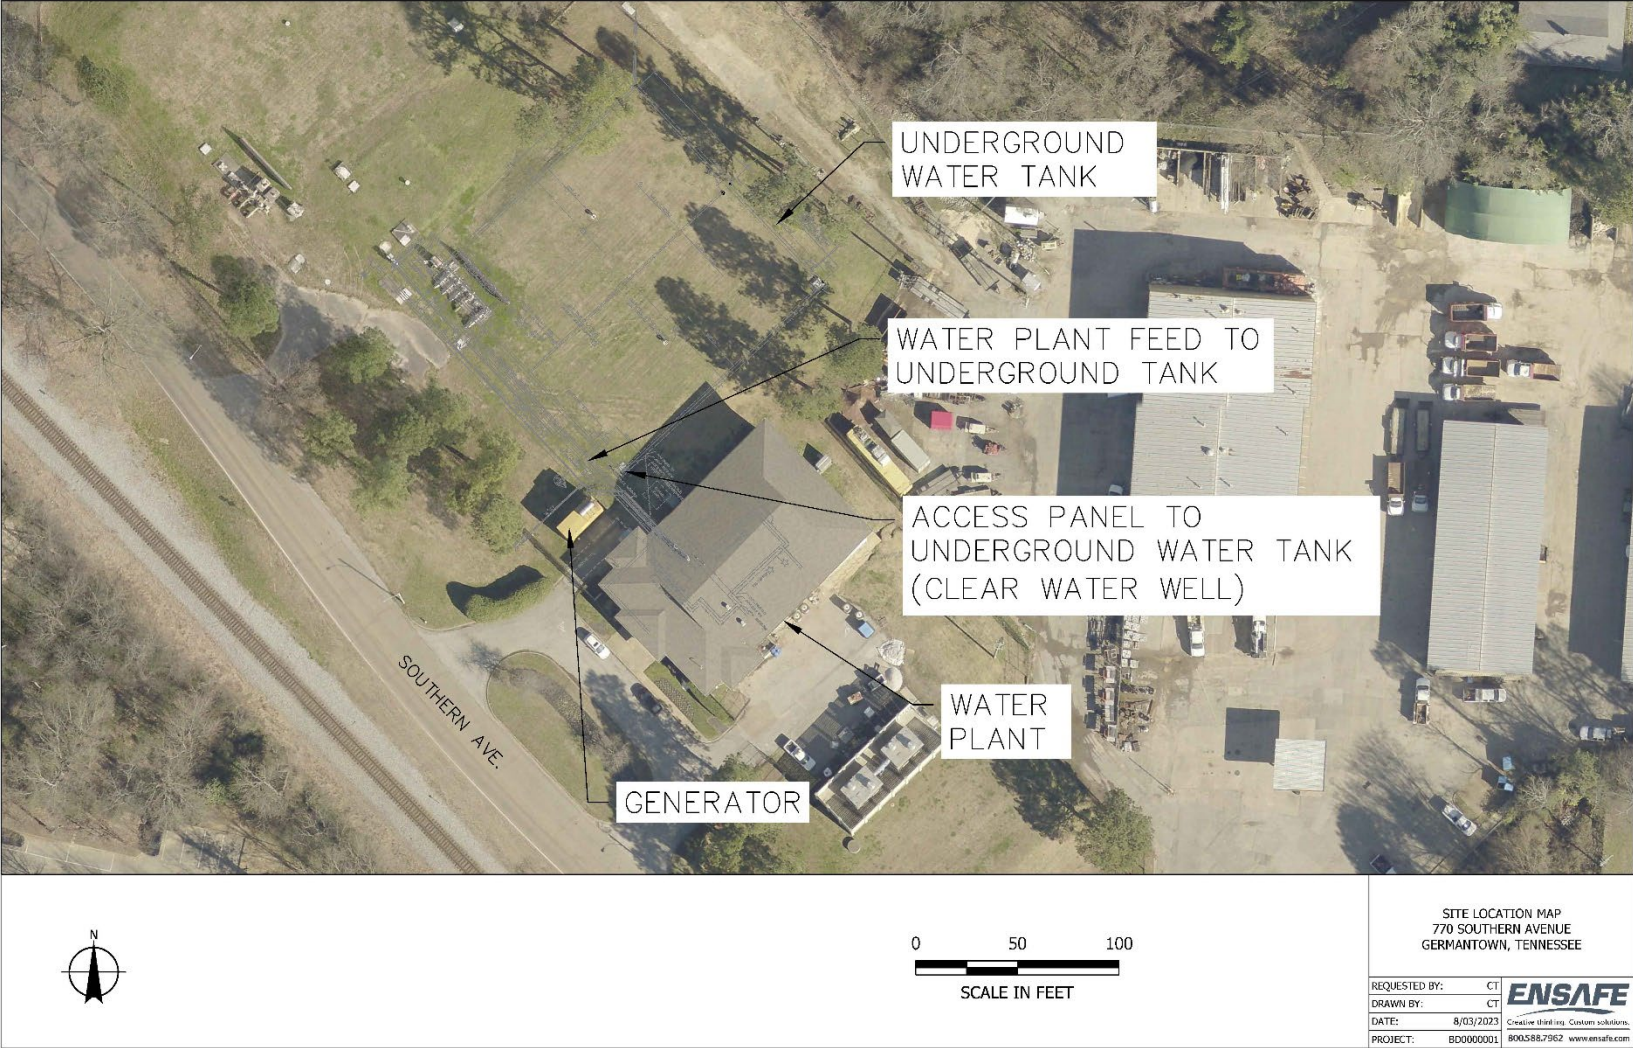 UNDERGROUND
WATER TANK
WATER PLANT FEED TO
UNDERGROUND TANK
ACCESS PANEL TO
UNDERGROUND WATER TANK
(CLEAR WATER WELL)
WATER
PLANT
GENERATOR
SOUTHERN AVE.
N
0 50 100
SCALE IN FEET
SITE LOCATION MAP
770 SOUTHERN AVENUE
GERMANTOWN, TENNESSEE
REQUESTED BY: CT
DRAWN BY: CT
DATE: 8/03/2023
PROJECT: BD0000001
ENSAFE
Creative thinking. Custom solutions.
800.588.7962 www.ensafe.com